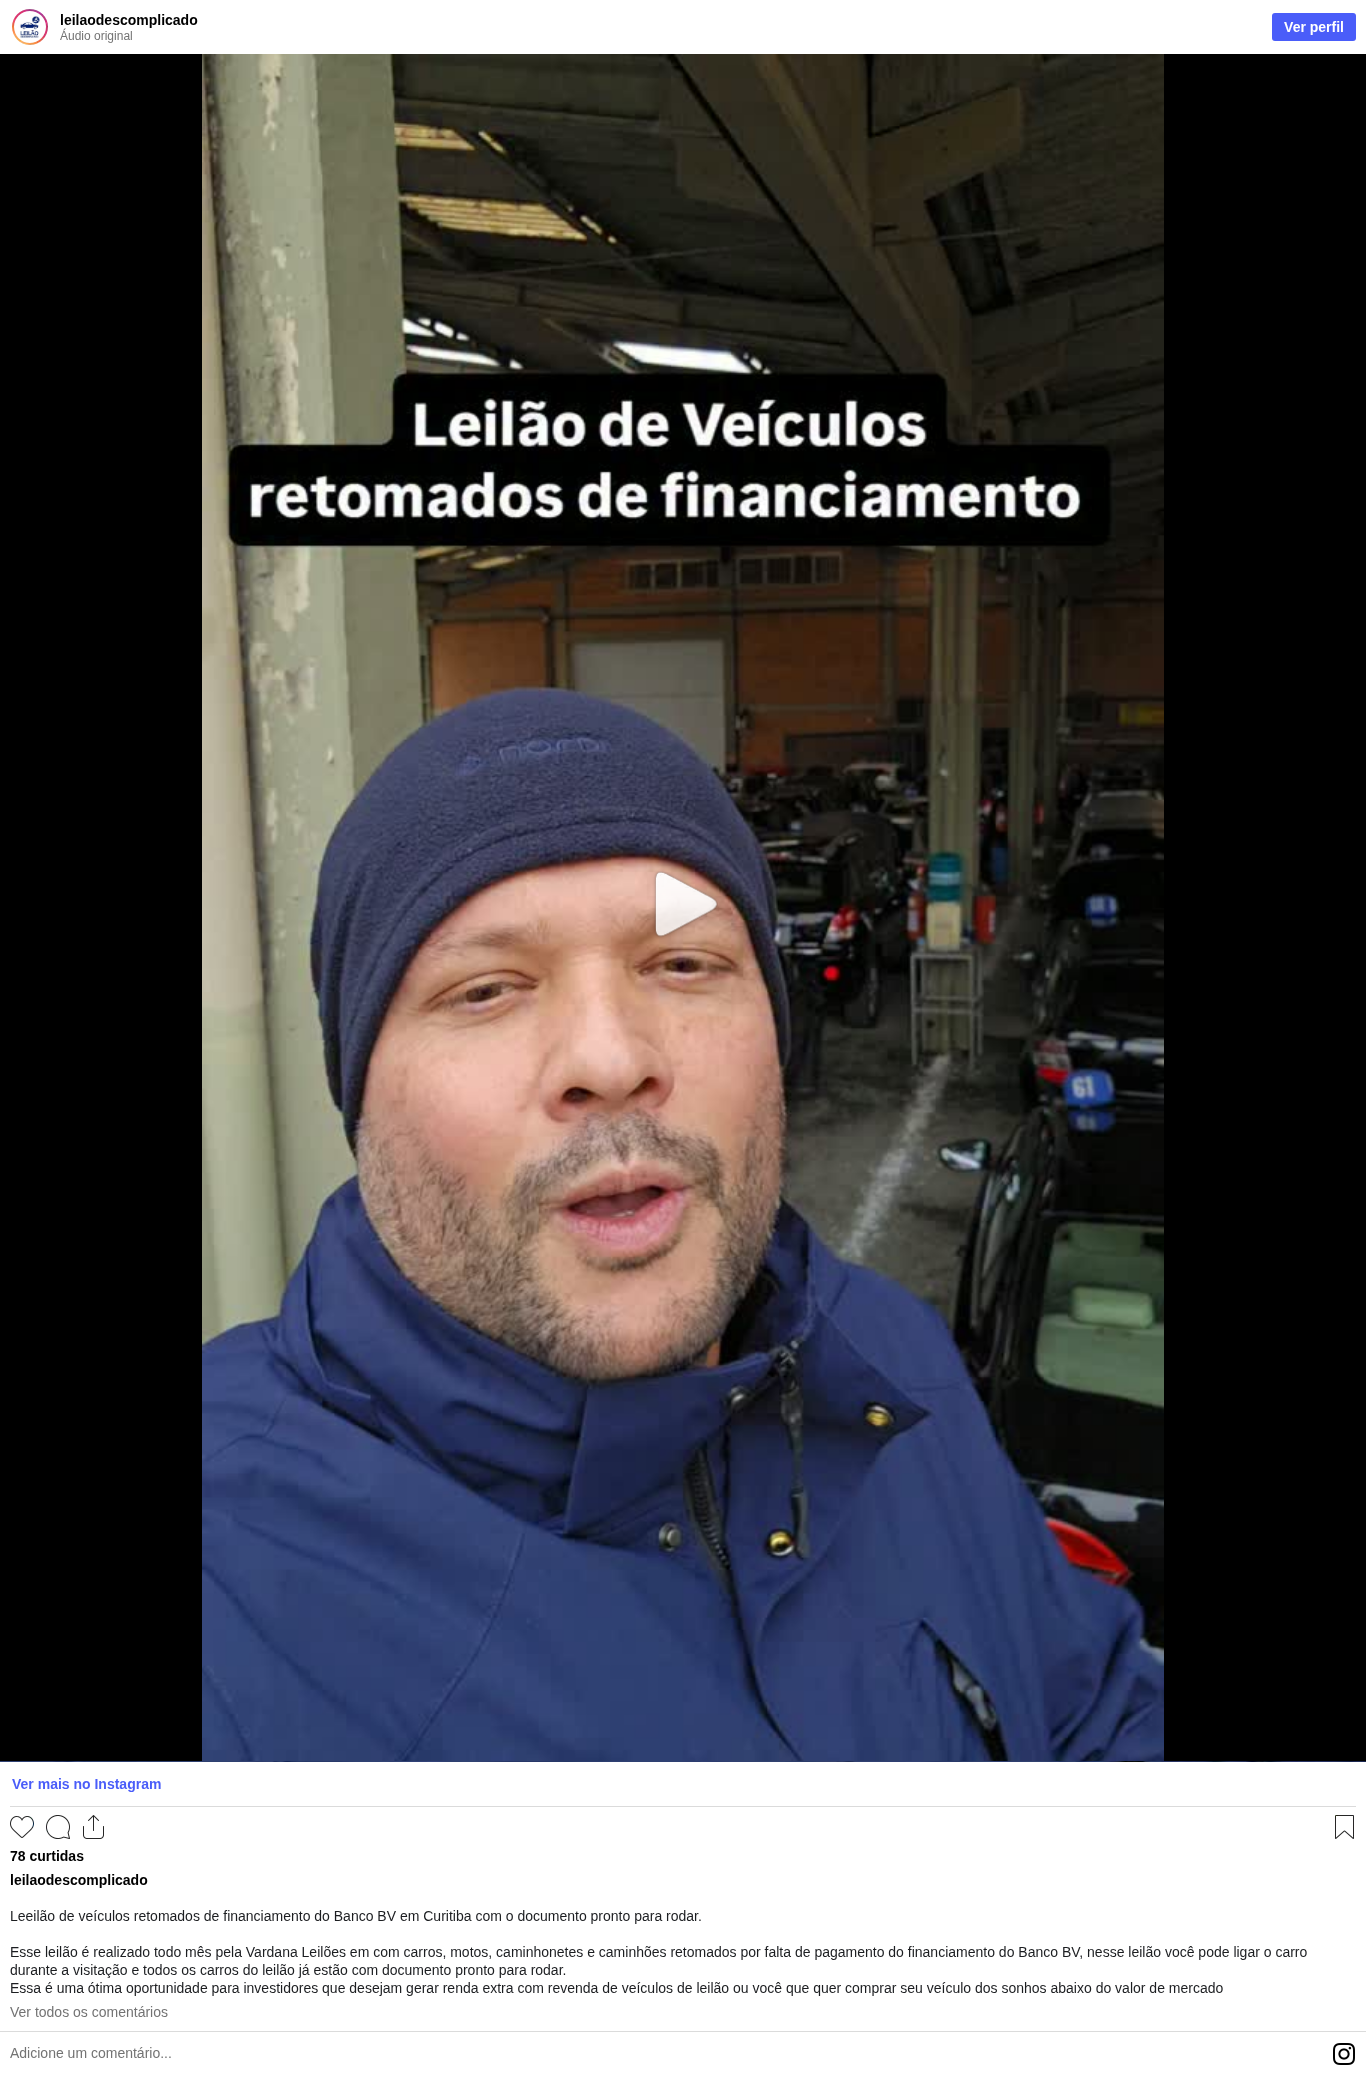 leilaodescomplicado
Áudio original
Ver perfil
LEILÃO
Leilão de Veículos
retomados de financiamento
nord
61
Ver mais no Instagram
78 curtidas
leilaodescomplicado
Leeilão de veículos retomados de financiamento do Banco BV em Curitiba com o documento pronto para rodar.
Esse leilão é realizado todo mês pela Vardana Leilões em com carros, motos, caminhonetes e caminhões retomados por falta de pagamento do financiamento do Banco BV, nesse leilão você pode ligar o carro
durante a visitação e todos os carros do leilão já estão com documento pronto para rodar.
Essa é uma ótima oportunidade para investidores que desejam gerar renda extra com revenda de veículos de leilão ou você que quer comprar seu veículo dos sonhos abaixo do valor de mercado
Ver todos os comentários
Adicione um comentário...